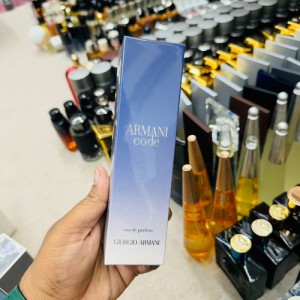 ARMANI
code
eau de parfum
GIORGIO ARMANI